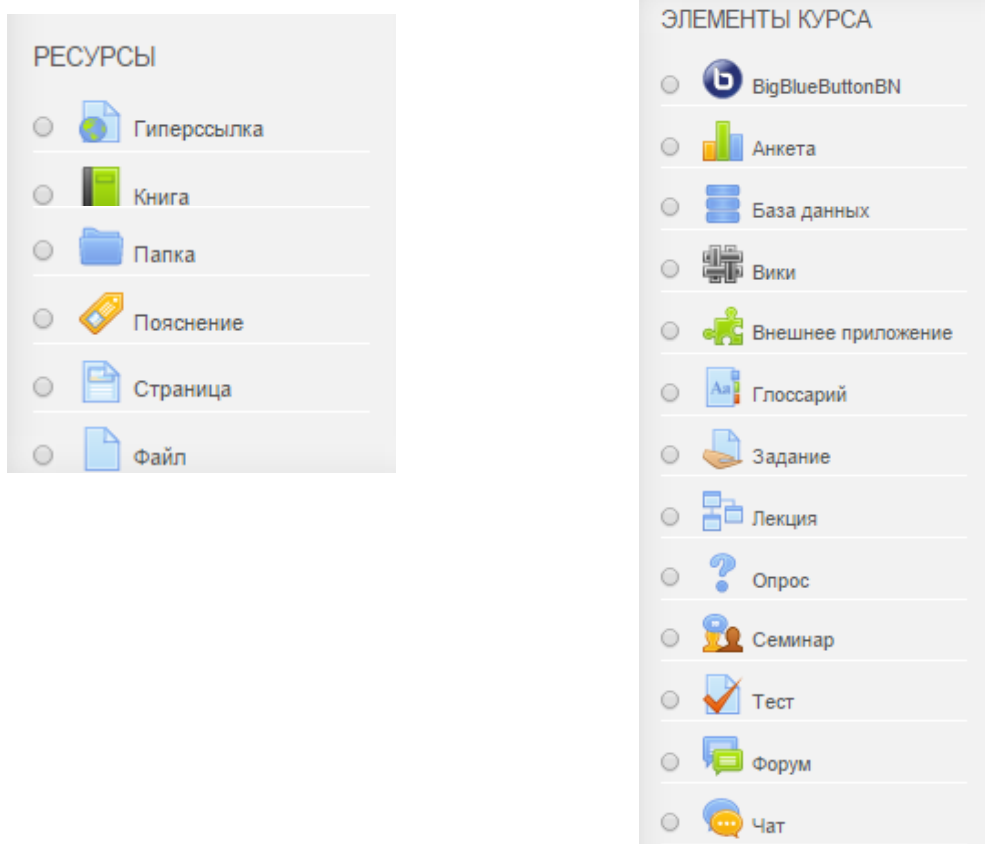 РЕСУРСЫ
Гиперссылка
Книга
Папка
Пояснение
Страница
Файл
ЭЛЕМЕНТЫ КУРСА
BigBlueButtonBN
Анкета
База данных
Вики
Внешнее приложение
Глоссарий
Задание
Лекция
Опрос
Семинар
Тест
Форум
Чат